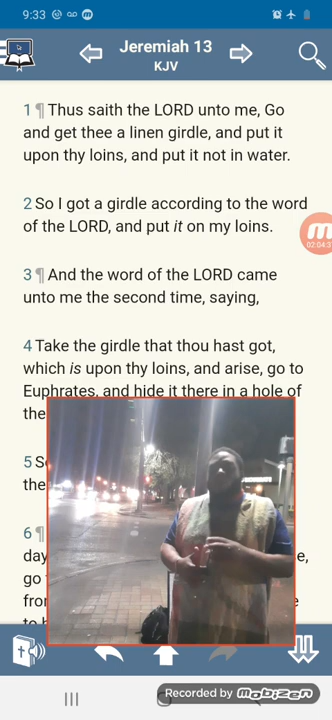 9:33
Jeremiah 13
KJV
1 ¶ Thus saith the LORD unto me, Go
and get thee a linen girdle, and put it
upon thy loins, and put it not in water.
2 So I got a girdle according to the word
of the LORD, and put it on my loins.
3 ¶ And the word of the LORD came
unto me the second time, saying,
02:04:3
4 Take the girdle that thou hast got,
which is upon thy loins, and arise, go to
Euphrates, and hide it there in a hole of
the
5 S
the
6 ¶
day
e,
go
fro
e
to
Recorded by mobizen